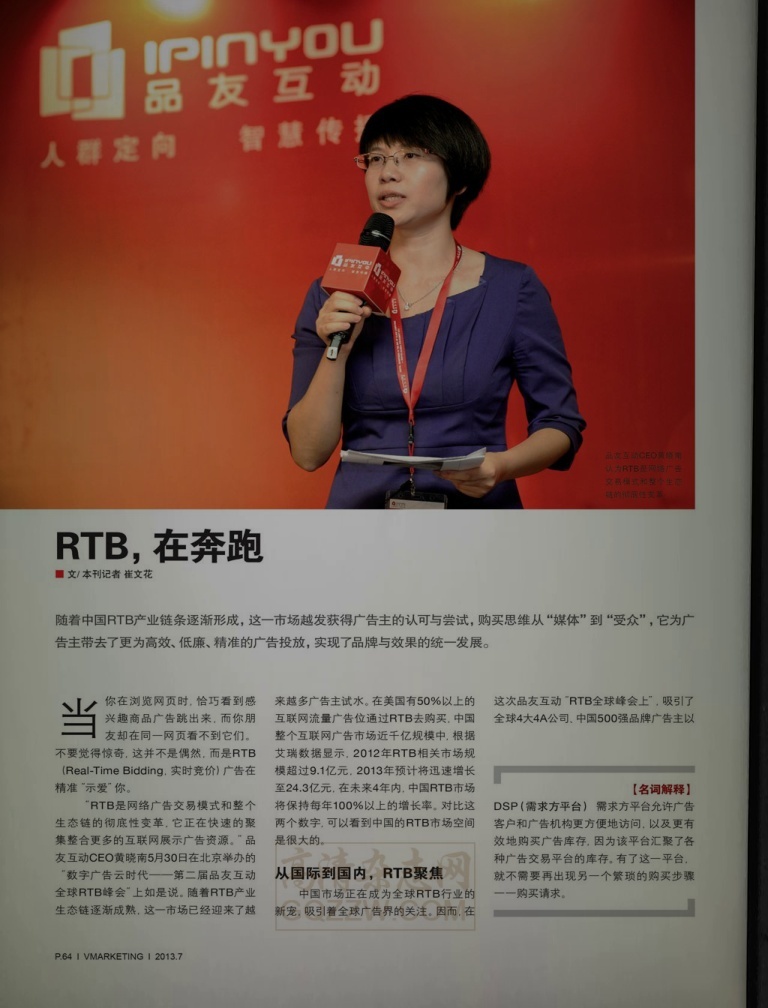 IPINYOU
品友互动
人群定向 智慧传
IPINYOU
品友互动
RTB，在奔跑
■ 文/ 本刊记者 崔文花
随着中国RTB产业链条逐渐形成，这一市场越发获得广告主的认可与尝试，购买思维从“媒体”到“受众”，它为广
告主带去了更为高效、低廉、精准的广告投放，实现了品牌与效果的统一发展。
当你在浏览网页时，恰巧看到感
兴趣商品广告跳出来，而你朋
友却在同一网页看不到它们。
不要觉得惊奇，这并不是偶然，而是RTB
（Real-Time Bidding，实时竞价）广告在
精准“示爱”你。
“RTB是网络广告交易模式和整个
生态链的彻底性变革，它正在快速的聚
集整合更多的互联网展示广告资源。”品
友互动CEO黄晓南5月30日在北京举办的
“数字广告云时代——第二届品友互动
全球RTB峰会”上如是说。随着RTB产业
生态链逐渐成熟，这一市场已经迎来了越
来越多广告主试水。在美国有50%以上的
互联网流量广告位通过RTB去购买，中国
整个互联网广告市场近千亿规模中，根据
艾瑞数据显示，2012年RTB相关市场规
模超过9.1亿元，2013年预计将迅速增长
至24.3亿元，在未来4年内，中国RTB市场
将保持每年100%以上的增长率。对比这
两个数字，可以看到中国的RTB市场空间
是很大的。
从国际到国内，RTB聚焦
中国市场正在成为全球RTB行业的
新宠，吸引着全球广告界的关注。因而，在
这次品友互动“RTB全球峰会上”，吸引了
全球4大4A公司，中国500强品牌广告主以
【名词解释】
DSP（需求方平台） 需求方平台允许广告
客户和广告机构更方便地访问，以及更有
效地购买广告库存，因为该平台汇聚了各
种广告交易平台的库存。有了这一平台，
就不需要再出现另一个繁琐的购买步骤
——购买请求。
高清杂志网
GQZZW.COM
P.64 I VMARKETING I 2013.7